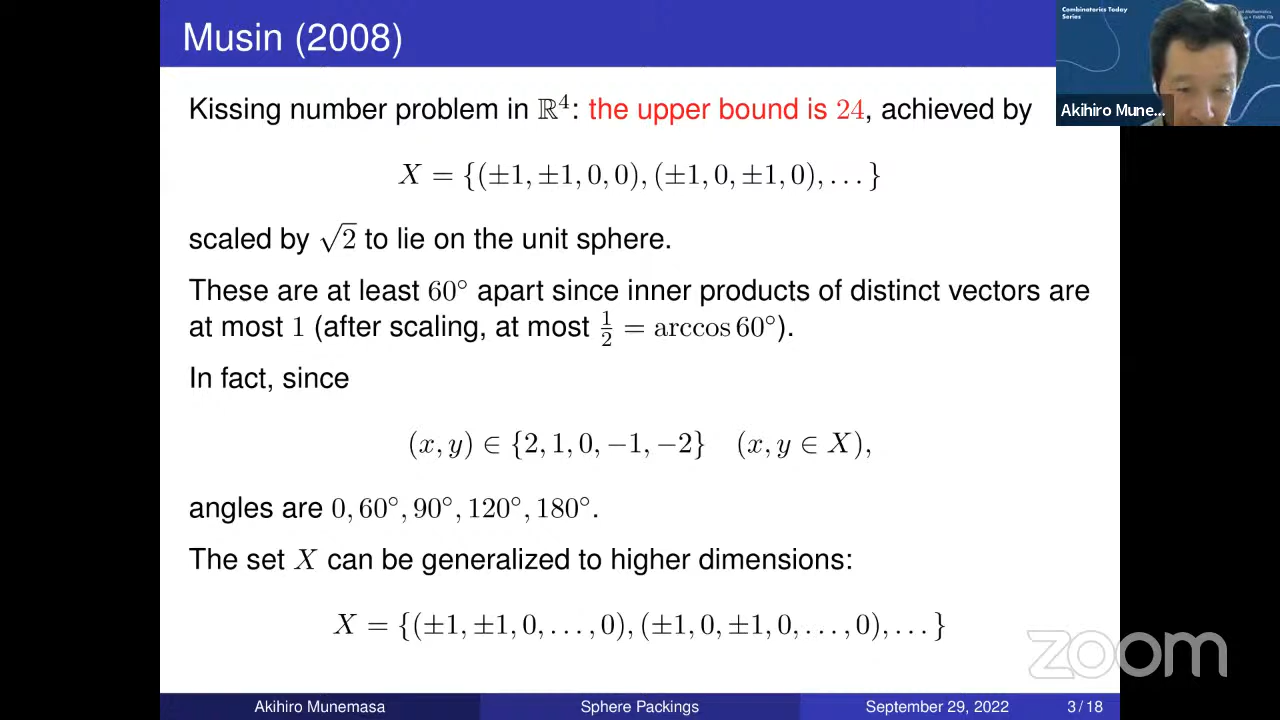 Musin (2008)
Combinatorics Today
Series
Akihiro Mune...
Kissing number problem in ℝ⁴: the upper bound is 24, achieved by
X = {(±1, ±1, 0, 0), (±1, 0, ±1, 0), . . . }
scaled by √2 to lie on the unit sphere.
These are at least 60° apart since inner products of distinct vectors are
at most 1 (after scaling, at most 1/2 = arccos 60°).
In fact, since
(x, y) ∈ {2, 1, 0, −1, −2} (x, y ∈ X),
angles are 0, 60°, 90°, 120°, 180°.
The set X can be generalized to higher dimensions:
X = {(±1, ±1, 0, . . . , 0), (±1, 0, ±1, 0, . . . , 0), . . . }
zoom
Akihiro Munemasa Sphere Packings September 29, 2022 3 / 18